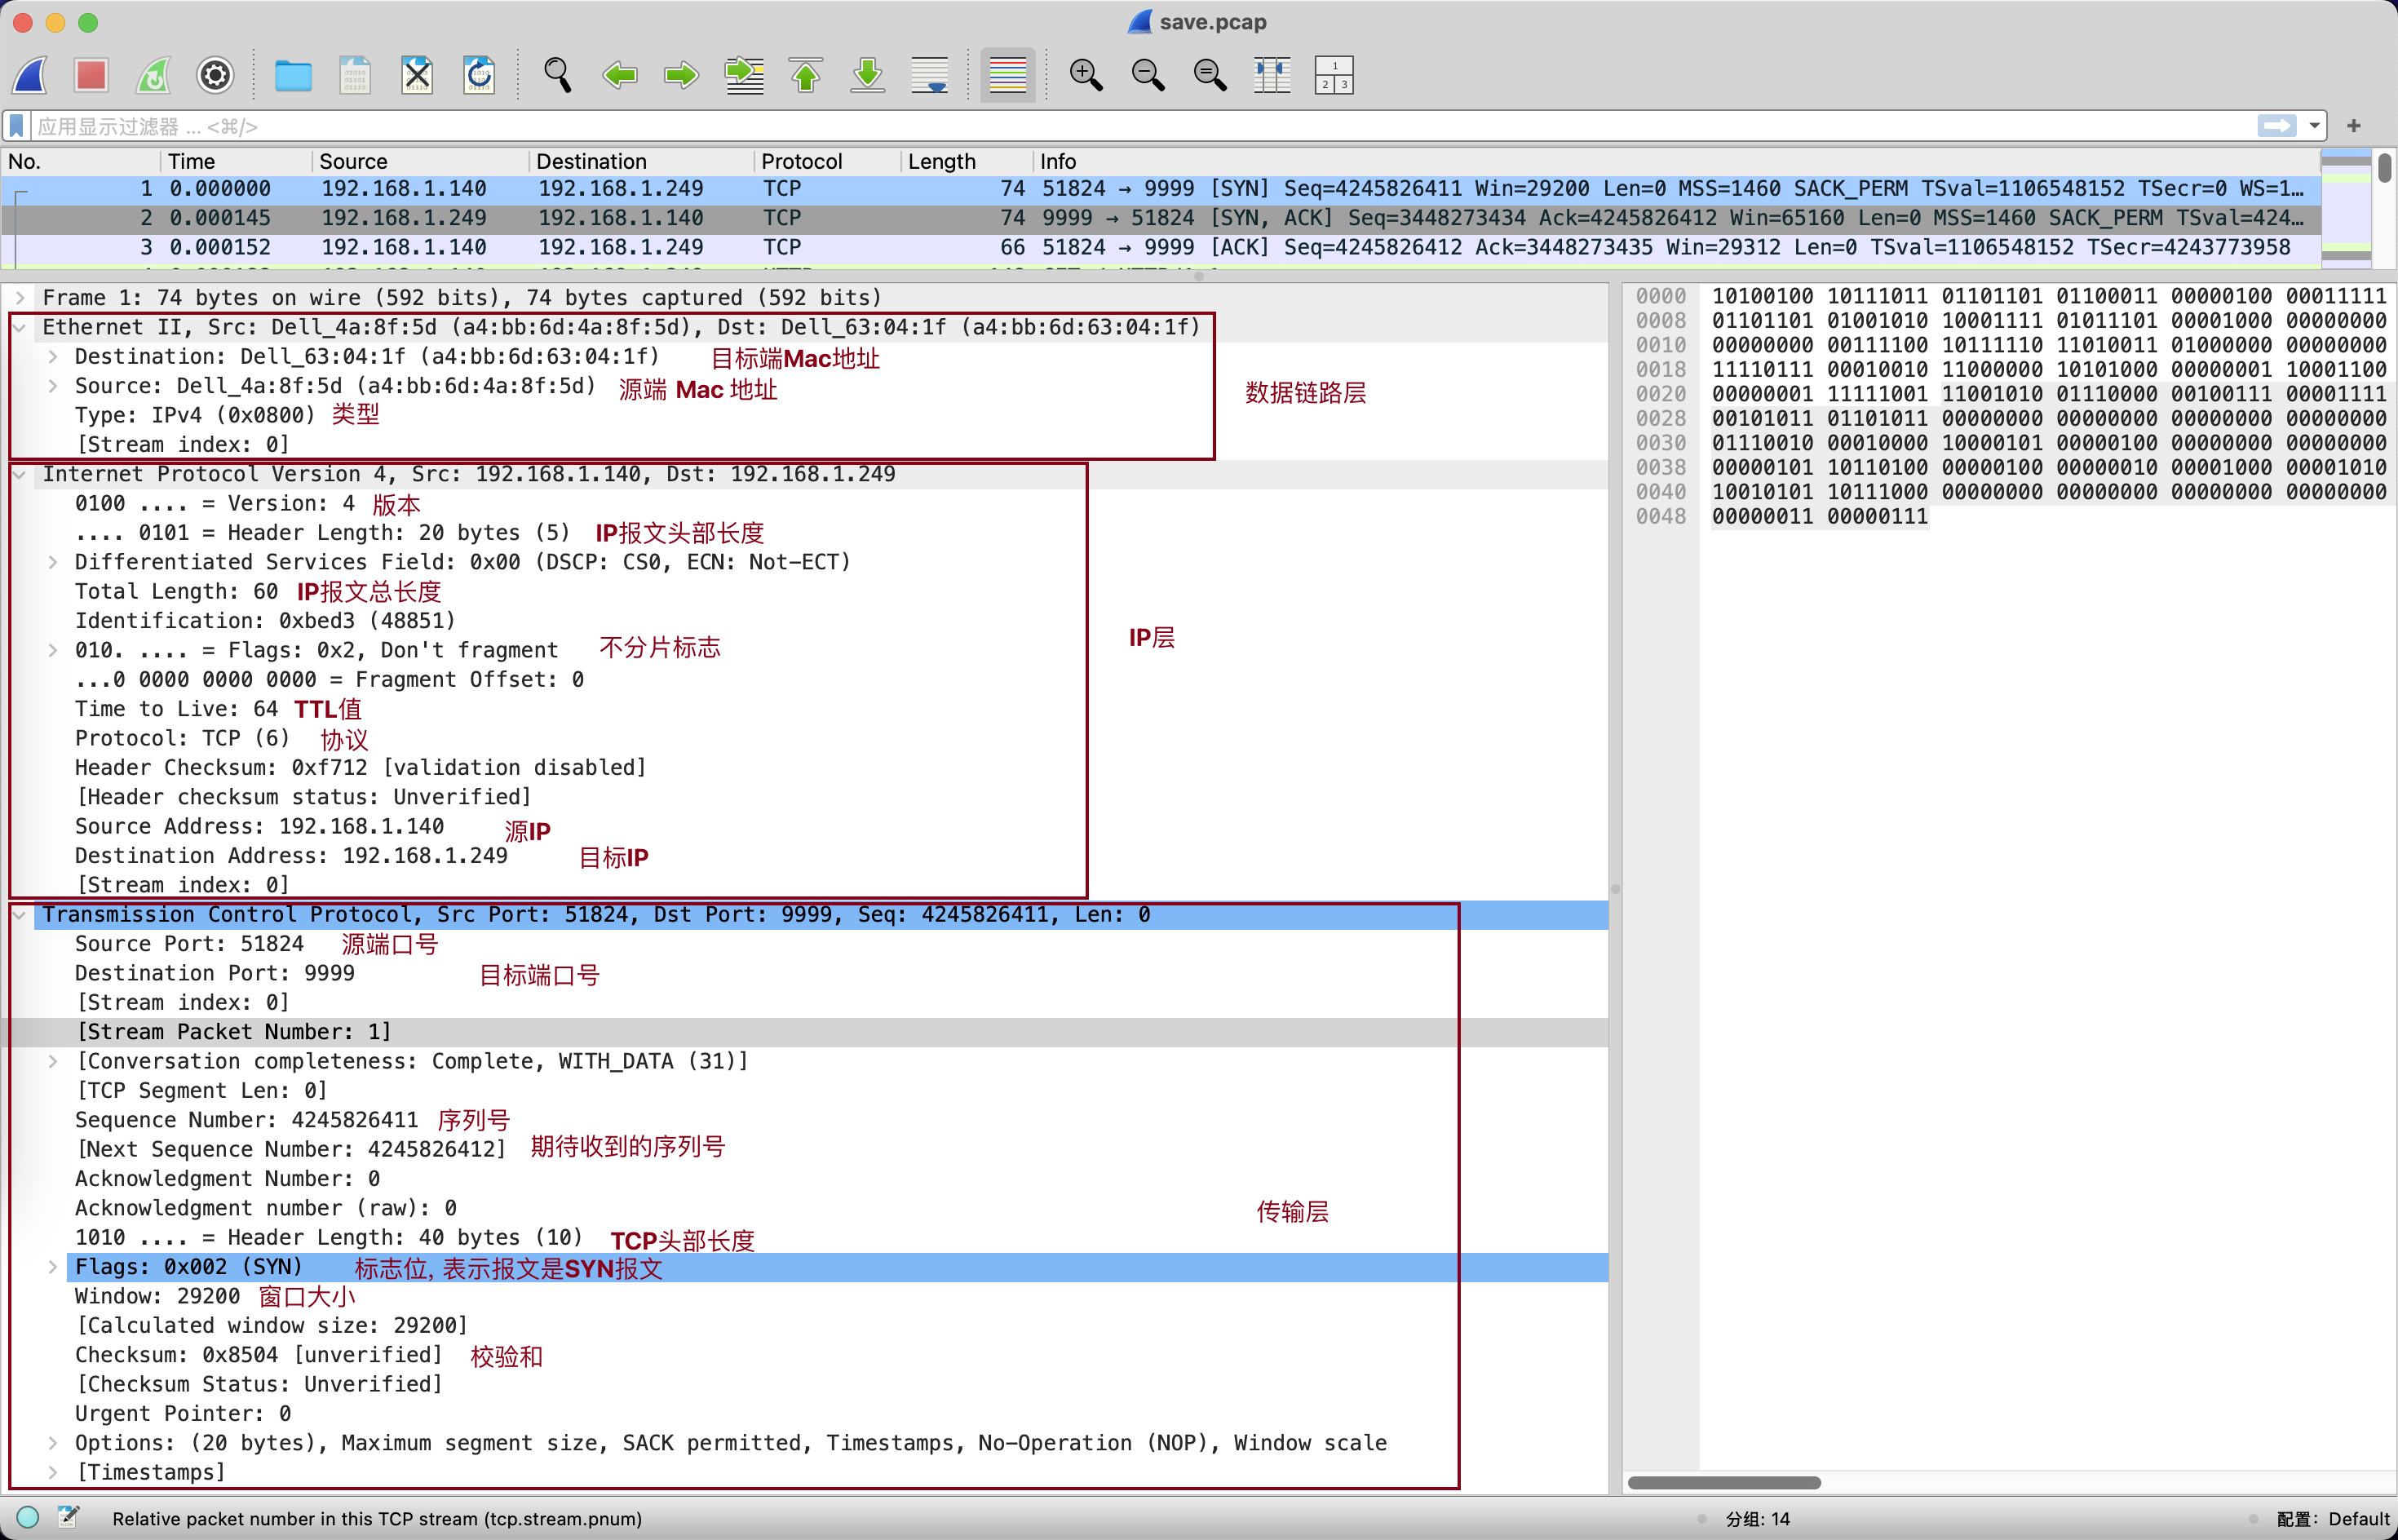 save.pcap
应用显示过滤器 ... <⌘/>
No. Time Source Destination Protocol Length Info
1 0.000000 192.168.1.140 192.168.1.249 TCP 74 51824 → 9999 [SYN] Seq=4245826411 Win=29200 Len=0 MSS=1460 SACK_PERM TSval=1106548152 TSecr=0 WS=1…
2 0.000145 192.168.1.249 192.168.1.140 TCP 74 9999 → 51824 [SYN, ACK] Seq=3448273434 Ack=4245826412 Win=65160 Len=0 MSS=1460 SACK_PERM TSval=424…
3 0.000152 192.168.1.140 192.168.1.249 TCP 66 51824 → 9999 [ACK] Seq=4245826412 Ack=3448273435 Win=29312 Len=0 TSval=1106548152 TSecr=4243773958
Frame 1: 74 bytes on wire (592 bits), 74 bytes captured (592 bits)
Ethernet II, Src: Dell_4a:8f:5d (a4:bb:6d:4a:8f:5d), Dst: Dell_63:04:1f (a4:bb:6d:63:04:1f)
Destination: Dell_63:04:1f (a4:bb:6d:63:04:1f) 目标端Mac地址
Source: Dell_4a:8f:5d (a4:bb:6d:4a:8f:5d) 源端 Mac 地址
数据链路层
Type: IPv4 (0x0800) 类型
[Stream index: 0]
Internet Protocol Version 4, Src: 192.168.1.140, Dst: 192.168.1.249
0100 .... = Version: 4 版本
.... 0101 = Header Length: 20 bytes (5) IP报文头部长度
Differentiated Services Field: 0x00 (DSCP: CS0, ECN: Not-ECT)
Total Length: 60 IP报文总长度
Identification: 0xbed3 (48851)
IP层
010. .... = Flags: 0x2, Don't fragment 不分片标志
...0 0000 0000 0000 = Fragment Offset: 0
Time to Live: 64 TTL值
Protocol: TCP (6) 协议
Header Checksum: 0xf712 [validation disabled]
[Header checksum status: Unverified]
Source Address: 192.168.1.140 源IP
Destination Address: 192.168.1.249 目标IP
[Stream index: 0]
Transmission Control Protocol, Src Port: 51824, Dst Port: 9999, Seq: 4245826411, Len: 0
Source Port: 51824 源端口号
Destination Port: 9999 目标端口号
[Stream index: 0]
[Stream Packet Number: 1]
[Conversation completeness: Complete, WITH_DATA (31)]
[TCP Segment Len: 0]
Sequence Number: 4245826411 序列号
[Next Sequence Number: 4245826412] 期待收到的序列号
Acknowledgment Number: 0
Acknowledgment number (raw): 0
传输层
1010 .... = Header Length: 40 bytes (10) TCP头部长度
Flags: 0x002 (SYN) 标志位, 表示报文是SYN报文
Window: 29200 窗口大小
[Calculated window size: 29200]
Checksum: 0x8504 [unverified] 校验和
[Checksum Status: Unverified]
Urgent Pointer: 0
Options: (20 bytes), Maximum segment size, SACK permitted, Timestamps, No-Operation (NOP), Window scale
[Timestamps]
0000 10100100 10111011 01101101 01100011 00000100 00011111
0008 01101101 01001010 10001111 01011101 00001000 00000000
0010 00000000 00111100 10111110 11010011 01000000 00000000
0018 11110111 00010010 11000000 10101000 00000001 10001100
0020 00000001 11111001 11001010 01110000 00100111 00001111
0028 00101011 01101011 00000000 00000000 00000000 00000000
0030 01110010 00010000 10000101 00000100 00000000 00000000
0038 00000101 10110100 00000100 00000010 00001000 00001010
0040 10010101 10111000 00000000 00000000 00000000 00000000
0048 00000011 00000111
Relative packet number in this TCP stream (tcp.stream.pnum)
分组: 14
配置: Default